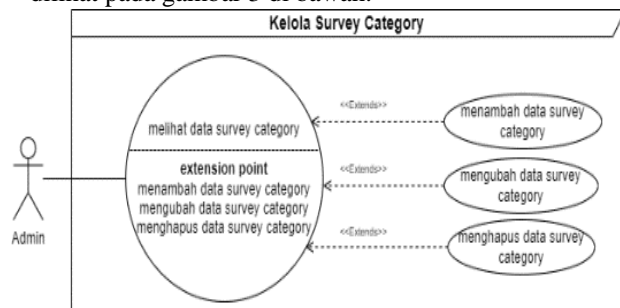 dilihat pada gambar 3 di bawah.
Kelola Survey Category
melihat data survey category
extension point
menambah data survey category
mengubah data survey category
menghapus data survey category
Admin
<<Extends>>
menambah data survey
category
<<Extends>>
mengubah data survey
category
<<Extends>>
menghapus data survey
category